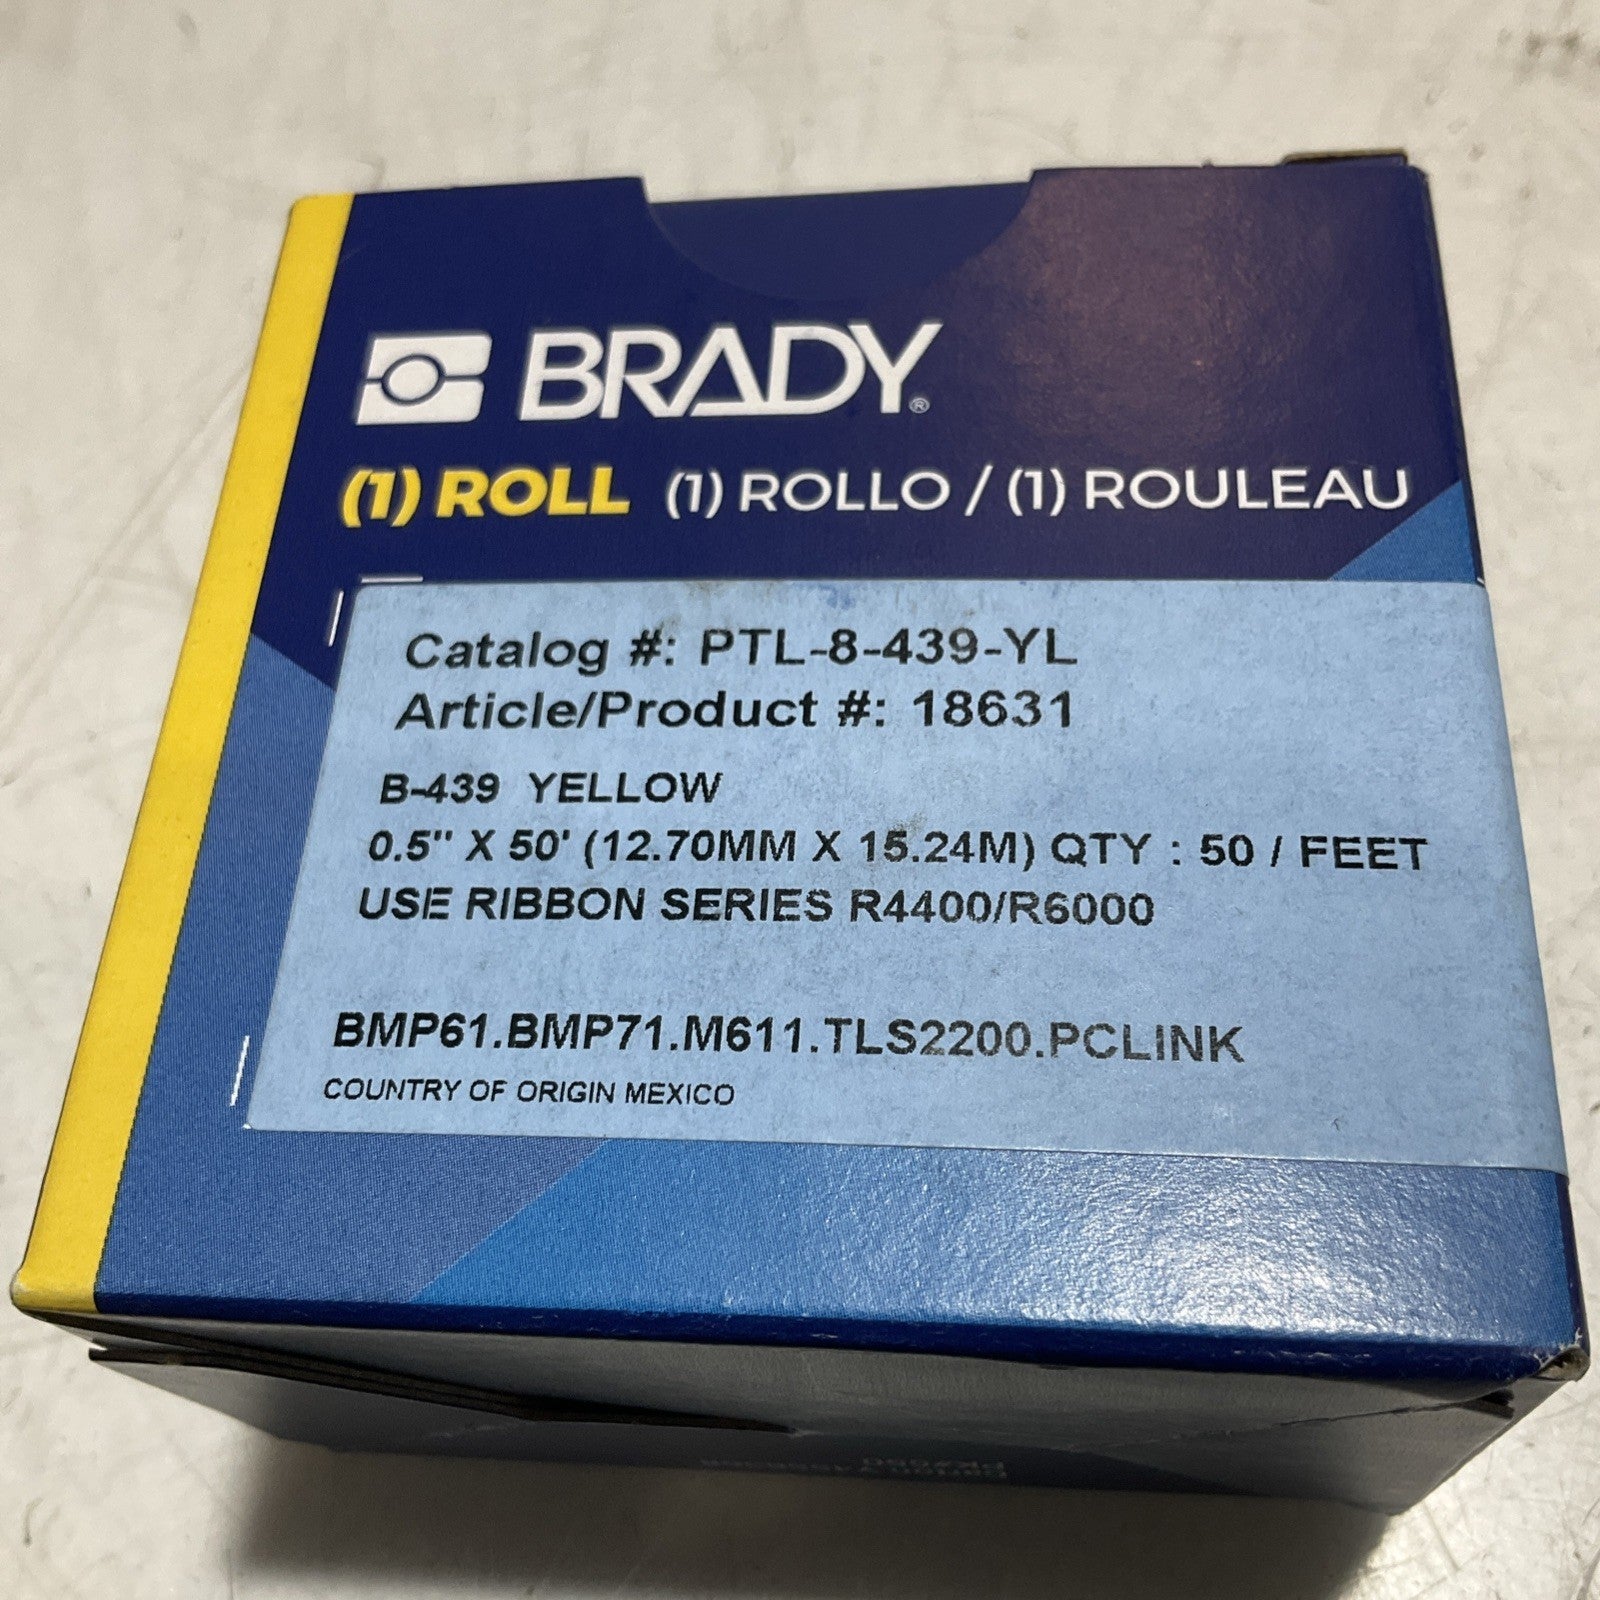 BRADY®
(1) ROLL (1) ROLLO / (1) ROULEAU
Catalog #: PTL-8-439-YL
Article/Product #: 18631
B-439 YELLOW
0.5" X 50' (12.70MM X 15.24M) QTY : 50 / FEET
USE RIBBON SERIES R4400/R6000
BMP61.BMP71.M611.TLS2200.PCLINK
COUNTRY OF ORIGIN MEXICO